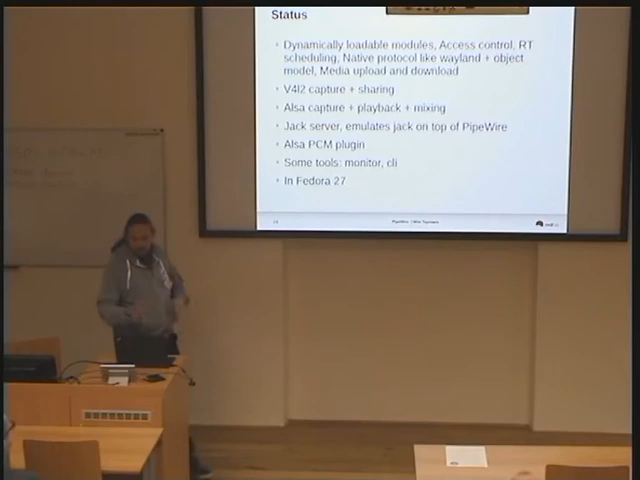 Status
Dynamically loadable modules, Access control, RT
scheduling, Native protocol like wayland + object
model, Media upload and download
V4l2 capture + sharing
Alsa capture + playback + mixing
Jack server, emulates jack on top of PipeWire
Alsa PCM plugin
Some tools: monitor, cli
In Fedora 27